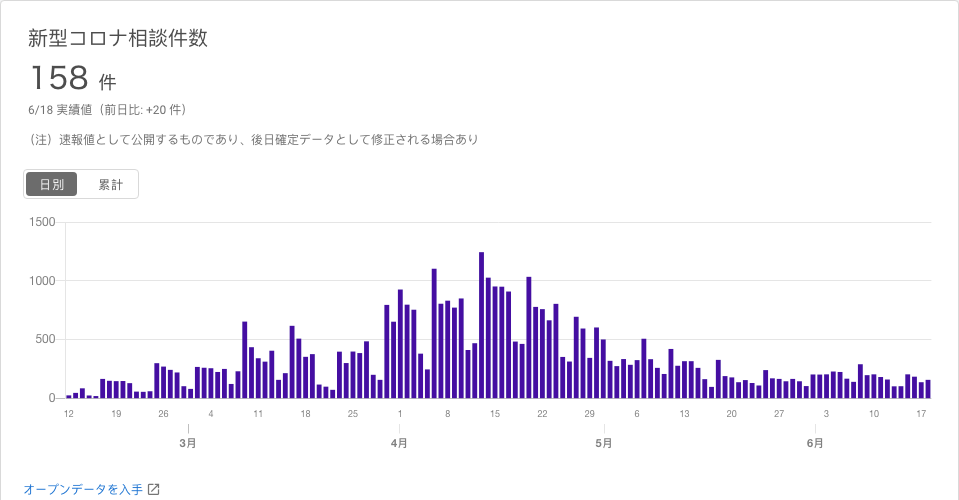 新型コロナ相談件数
158 件
6/18 実績値（前日比: +20 件）
（注）速報値として公開するものであり、後日確定データとして修正される場合あり
日別 累計
1500
1000
500
0
12 19 26 4 11 18 25 1 8 15 22 29 6 13 20 27 3 10 17
3月 4月 5月 6月
オープンデータを入手